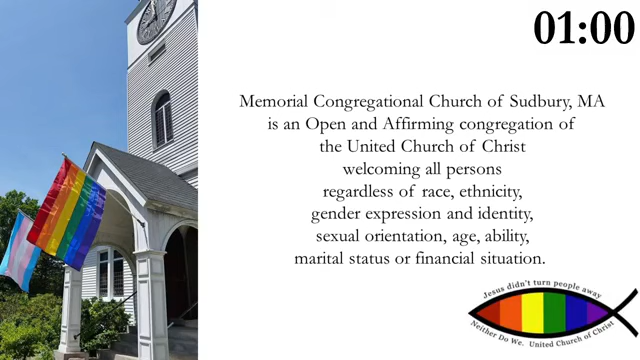 01:00
Memorial Congregational Church of Sudbury, MA
is an Open and Affirming congregation of
the United Church of Christ
welcoming all persons
regardless of race, ethnicity,
gender expression and identity,
sexual orientation, age, ability,
marital status or financial situation.
Jesus didn't turn people away
Neither Do We. United Church of Christ